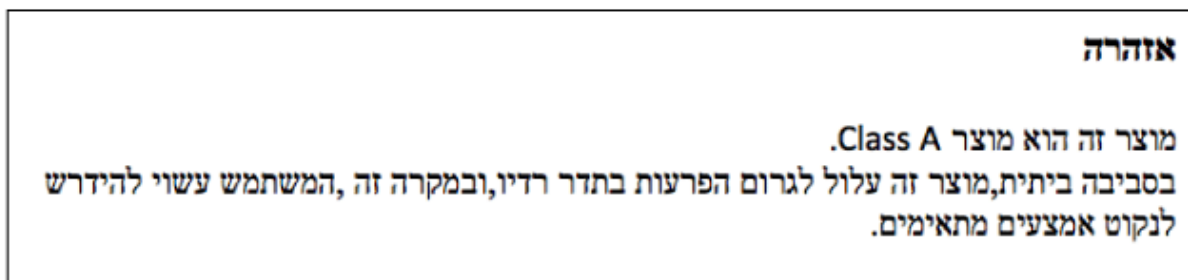 אזהרה
מוצר זה הוא מוצר Class A.
בסביבה ביתית,מוצר זה עלול לגרום הפרעות בתדר רדיו,ובמקרה זה ,המשתמש עשוי להידרש
לנקוט אמצעים מתאימים.